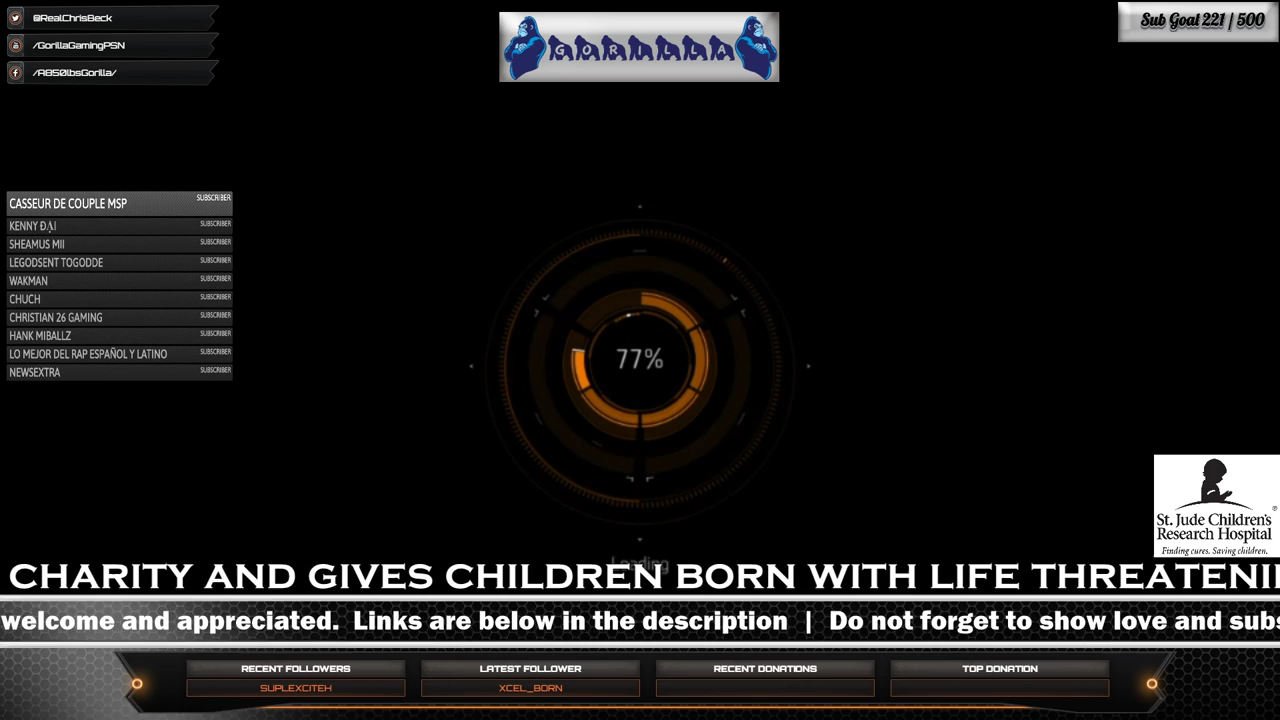 @RealChrisBeck
/GorillaGamingPSN
/A850lbsGorilla/
GORILLA
Sub Goal 221 / 500
CASSEUR DE COUPLE MSP SUBSCRIBER
KENNY ĐẠI SUBSCRIBER
SHEAMUS MII SUBSCRIBER
LEGODSENT TOGODDE SUBSCRIBER
WAKMAN SUBSCRIBER
CHUCH SUBSCRIBER
CHRISTIAN 26 GAMING SUBSCRIBER
HANK MIBALLZ SUBSCRIBER
LO MEJOR DEL RAP ESPAÑOL Y LATINO SUBSCRIBER
NEWSEXTRA SUBSCRIBER
77%
Loading
St. Jude Children's
Research Hospital
Finding cures. Saving children.
CHARITY AND GIVES CHILDREN BORN WITH LIFE THREATENI
welcome and appreciated. Links are below in the description | Do not forget to show love and subs
RECENT FOLLOWERS LATEST FOLLOWER RECENT DONATIONS TOP DONATION
SUPLEXCITEH XCEL_BORN